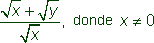 (√x + √y)/√x, donde x ≠ 0